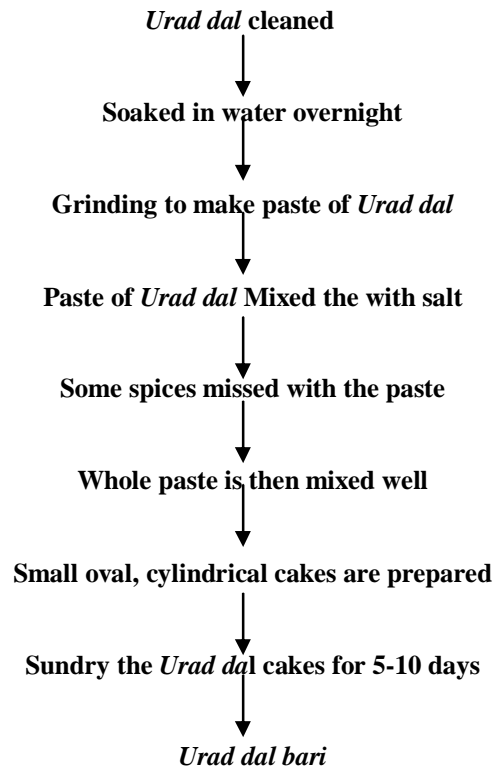 Urad dal cleaned
Soaked in water overnight
Grinding to make paste of Urad dal
Paste of Urad dal Mixed the with salt
Some spices missed with the paste
Whole paste is then mixed well
Small oval, cylindrical cakes are prepared
Sundry the Urad dal cakes for 5-10 days
Urad dal bari